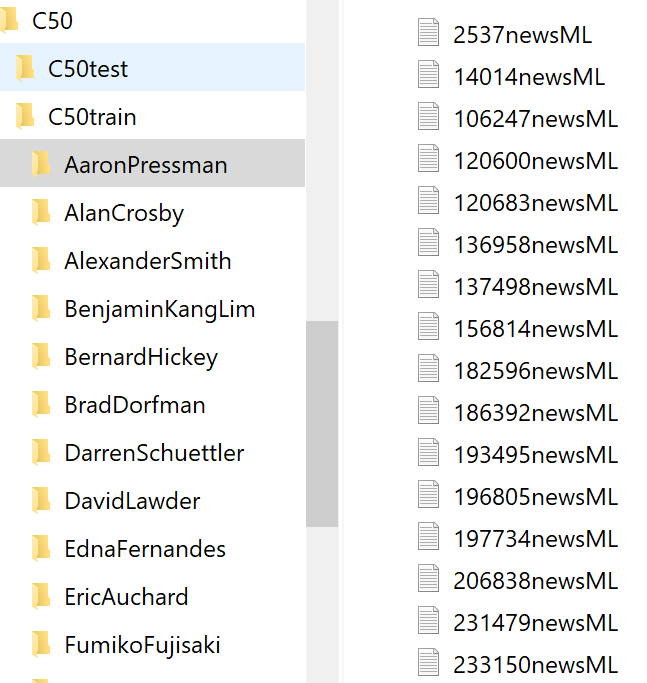 C50
C50test
C50train
AaronPressman
AlanCrosby
AlexanderSmith
BenjaminKangLim
BernardHickey
BradDorfman
DarrenSchuettler
DavidLawder
EdnaFernandes
EricAuchard
FumikoFujisaki
2537newsML
14014newsML
106247newsML
120600newsML
120683newsML
136958newsML
137498newsML
156814newsML
182596newsML
186392newsML
193495newsML
196805newsML
197734newsML
206838newsML
231479newsML
233150newsML